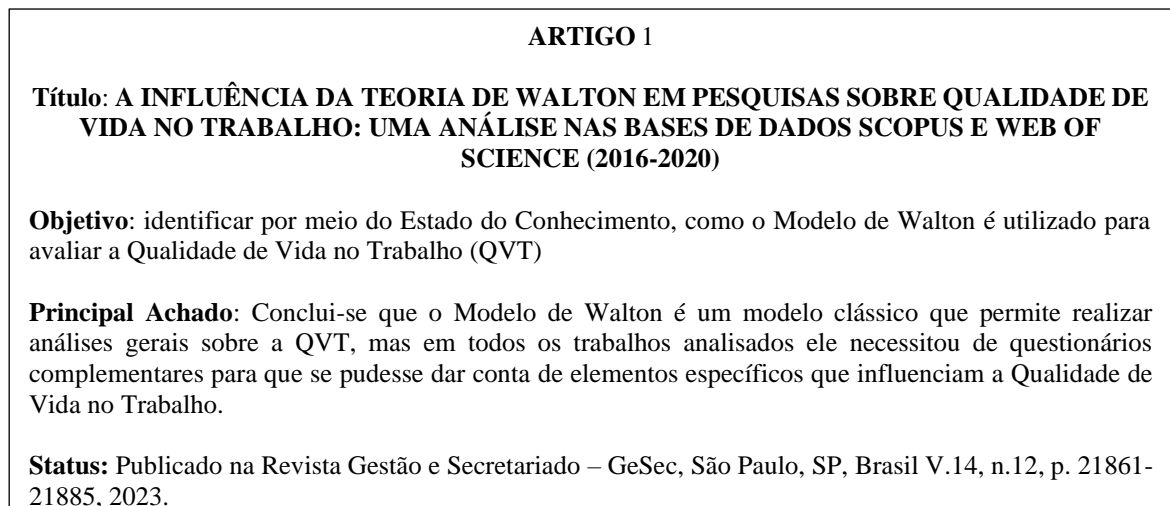 ARTIGO 1
Título: A INFLUÊNCIA DA TEORIA DE WALTON EM PESQUISAS SOBRE QUALIDADE DE
VIDA NO TRABALHO: UMA ANÁLISE NAS BASES DE DADOS SCOPUS E WEB OF
SCIENCE (2016-2020)
Objetivo: identificar por meio do Estado do Conhecimento, como o Modelo de Walton é utilizado para
avaliar a Qualidade de Vida no Trabalho (QVT)
Principal Achado: Conclui-se que o Modelo de Walton é um modelo clássico que permite realizar
análises gerais sobre a QVT, mas em todos os trabalhos analisados ele necessitou de questionários
complementares para que se pudesse dar conta de elementos específicos que influenciam a Qualidade de
Vida no Trabalho.
Status: Publicado na Revista Gestão e Secretariado – GeSec, São Paulo, SP, Brasil V.14, n.12, p. 21861-
21885, 2023.